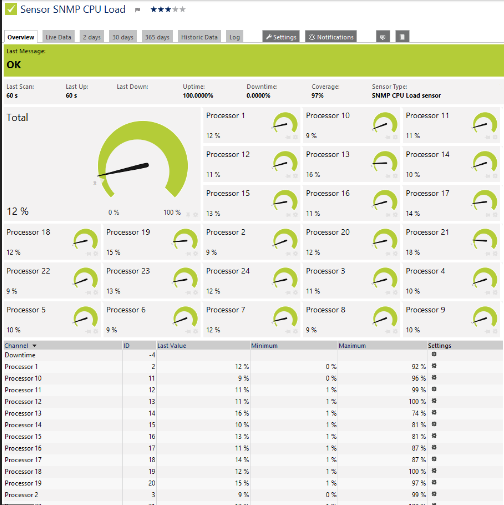 Sensor SNMP CPU Load
Overview Live Data 2 days 30 days 365 days Historic Data Log Settings Notifications
Last Message:
OK
Last Scan: Last Up: Last Down: Uptime: Downtime: Coverage: Sensor Type:
60 s 60 s 100.0000% 0.0000% 97% SNMP CPU Load sensor
Total Processor 1 Processor 10 Processor 11
12 % 9 % 11 %
Processor 12 Processor 13 Processor 14
11 % 16 % 10 %
Processor 15 Processor 16 Processor 17
12 % 0 % 100 % 13 % 11 % 14 %
Processor 18 Processor 19 Processor 2 Processor 20 Processor 21
12 % 15 % 9 % 12 % 18 %
Processor 22 Processor 23 Processor 24 Processor 3 Processor 4
9 % 13 % 12 % 11 % 10 %
Processor 5 Processor 6 Processor 7 Processor 8 Processor 9
10 % 9 % 12 % 9 % 10 %
Channel ID Last Value Minimum Maximum Settings
Downtime -4
Processor 1 2 12 % 0 % 92 %
Processor 10 11 9 % 0 % 96 %
Processor 11 12 11 % 1 % 99 %
Processor 12 13 11 % 1 % 100 %
Processor 13 14 16 % 1 % 74 %
Processor 14 15 10 % 1 % 81 %
Processor 15 16 13 % 1 % 81 %
Processor 16 17 11 % 1 % 87 %
Processor 17 18 14 % 1 % 87 %
Processor 18 19 12 % 1 % 100 %
Processor 19 20 15 % 1 % 97 %
Processor 2 3 9 % 0 % 99 %